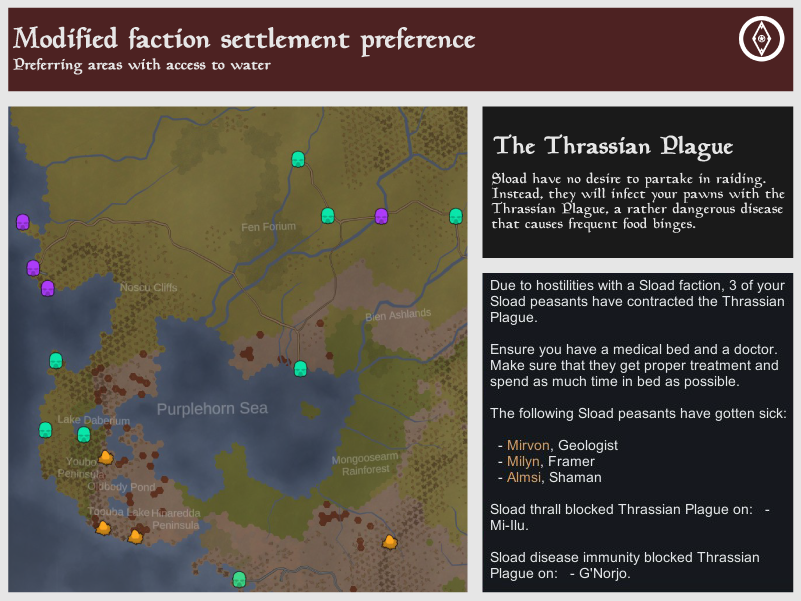 Modified faction settlement preference
Preferring areas with access to water
Fen Forium
Noscu Cliffs
Bien Ashlands
Purplehorn Sea
Lake Daberium
Mongoosearm
Rainforest
Peninsula
Pond
Lake Hinaredda
Peninsula
The Thrassian Plague
Sload have no desire to partake in raiding.
Instead, they will infect your pawns with the
Thrassian Plague, a rather dangerous disease
that causes frequent food binges.
Due to hostilities with a Sload faction, 3 of your
Sload peasants have contracted the Thrassian
Plague.
Ensure you have a medical bed and a doctor.
Make sure that they get proper treatment and
spend as much time in bed as possible.
The following Sload peasants have gotten sick:
- Mirvon, Geologist
- Milyn, Framer
- Almsi, Shaman
Sload thrall blocked Thrassian Plague on:   -
Mi-Ilu.
Sload disease immunity blocked Thrassian
Plague on:   - G'Norjo.